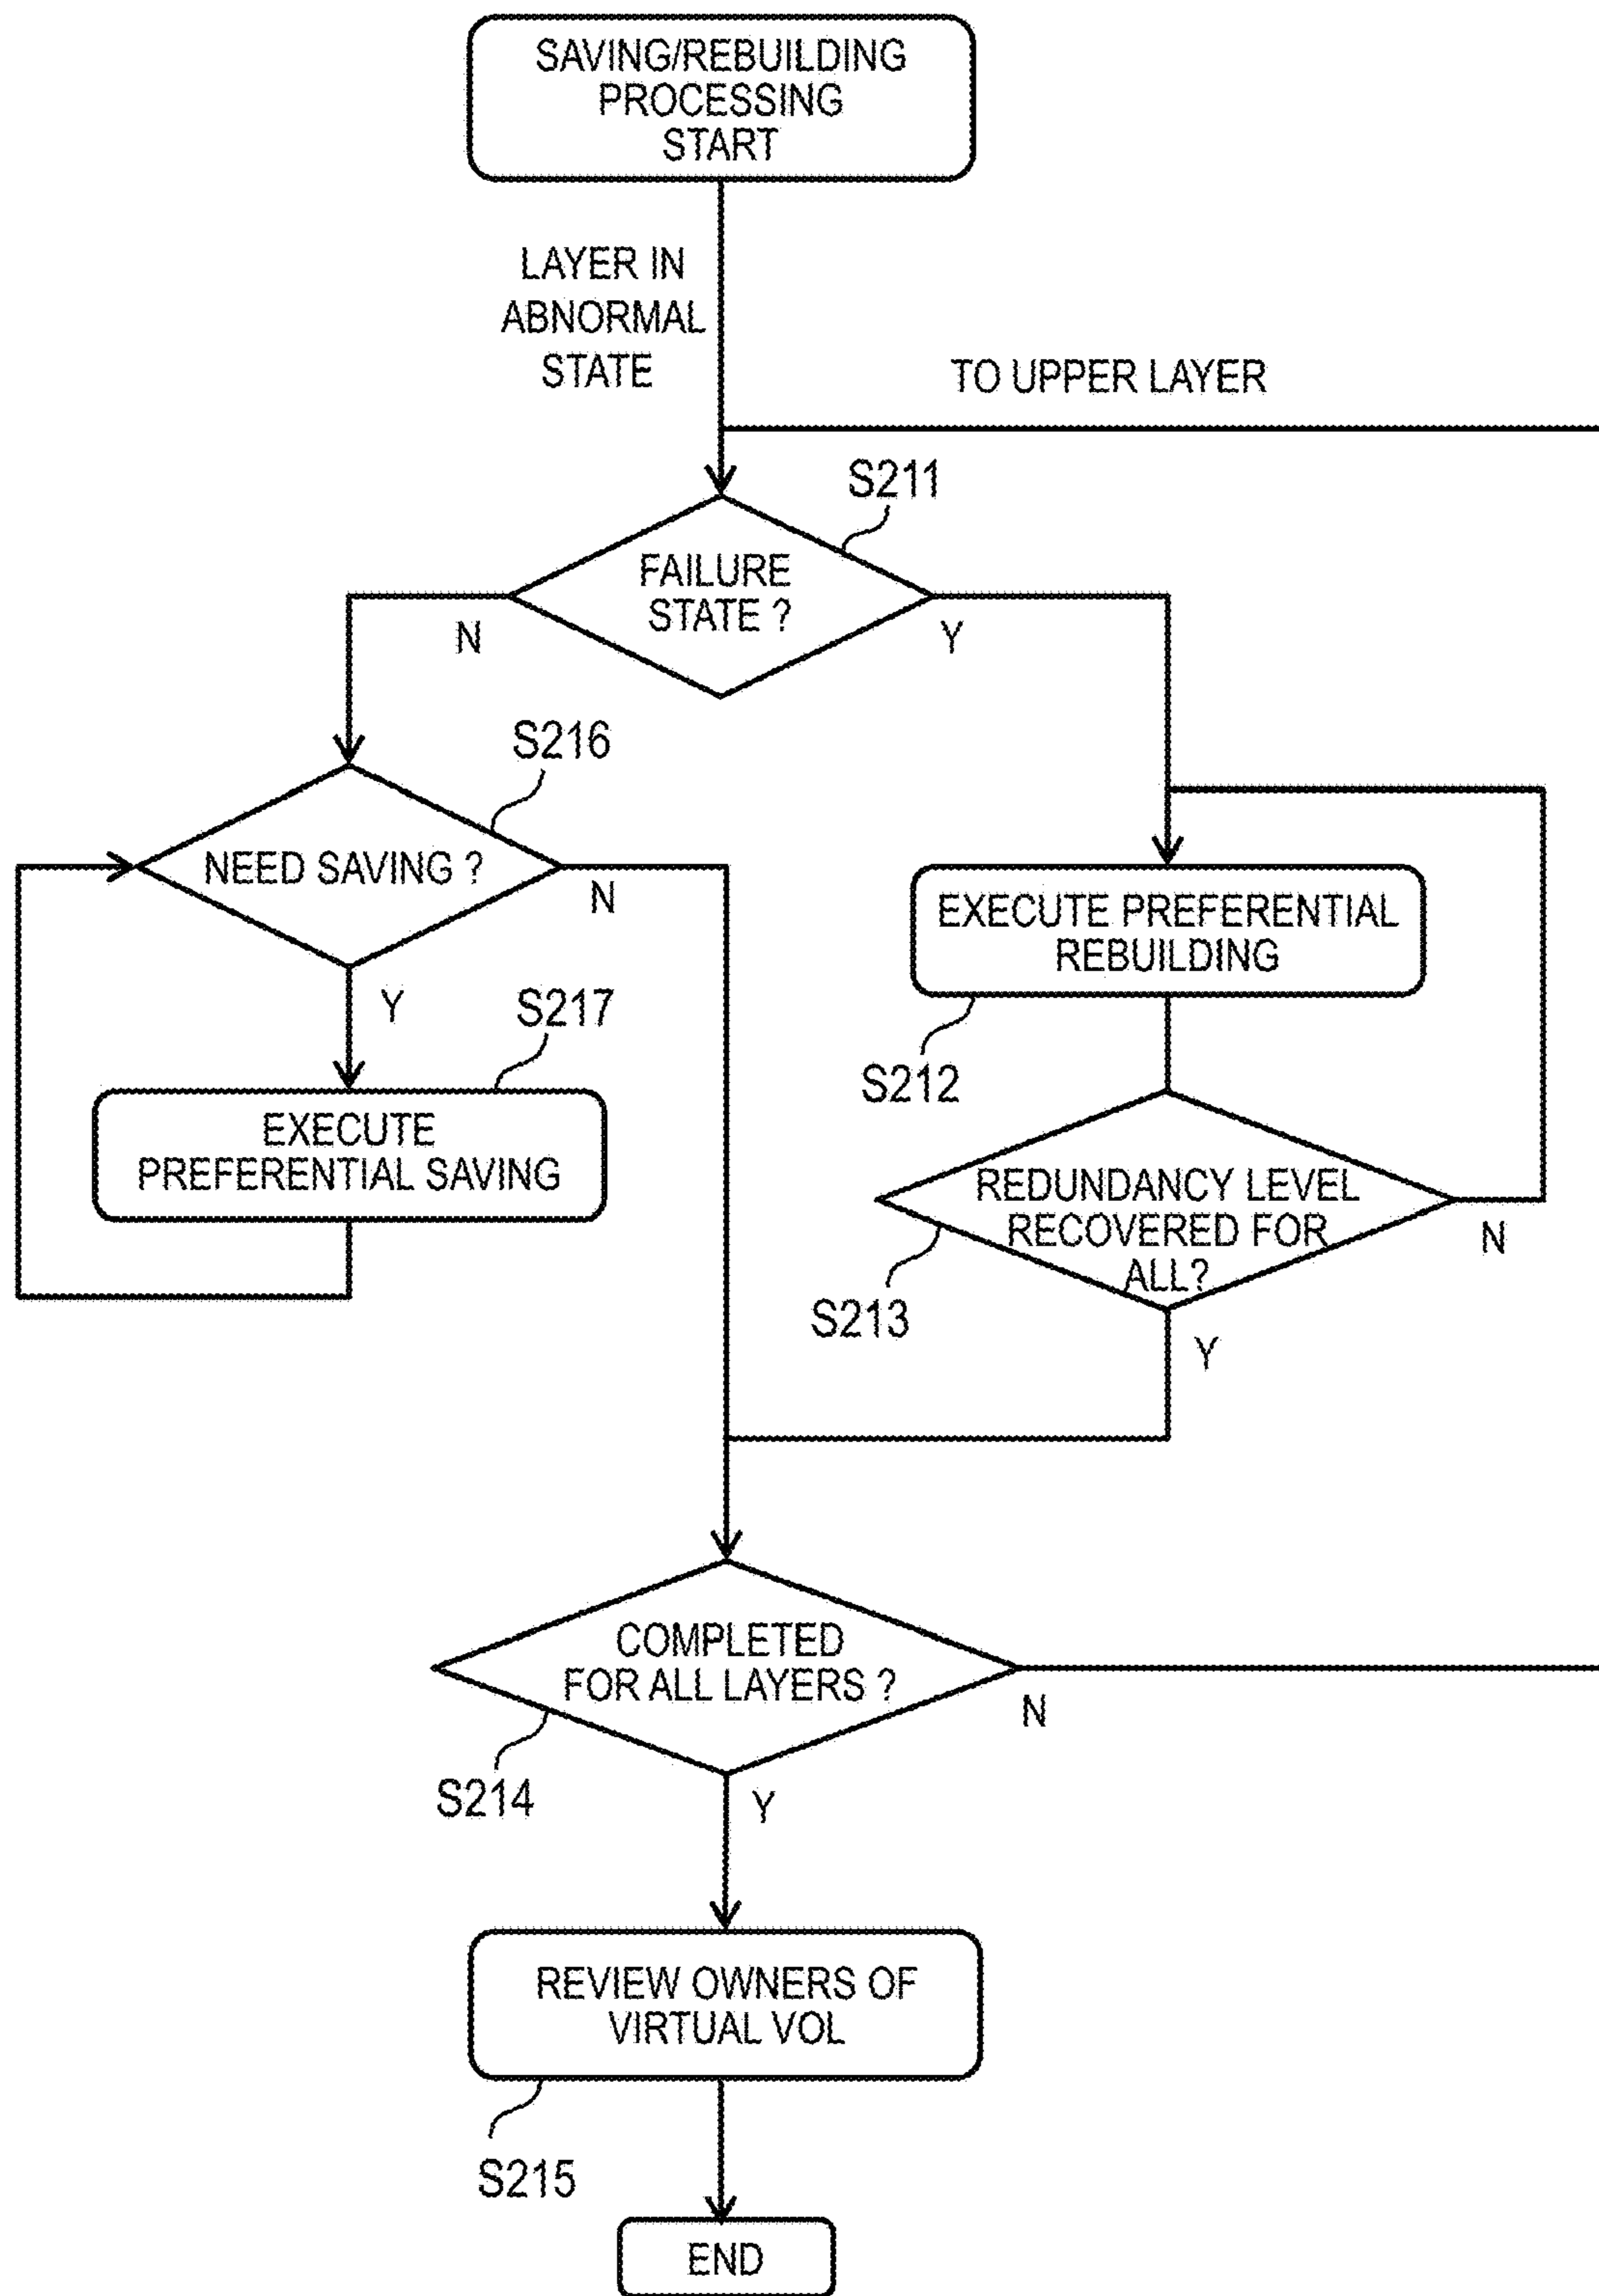 SAVING/REBUILDING
PROCESSING
START
LAYER IN
ABNORMAL
STATE
TO UPPER LAYER
S211
FAILURE
STATE ?
N
Y
S216
NEED SAVING ?
N
Y
EXECUTE PREFERENTIAL
REBUILDING
S212
S217
EXECUTE
PREFERENTIAL SAVING
REDUNDANCY LEVEL
RECOVERED FOR
ALL?
N
S213
Y
COMPLETED
FOR ALL LAYERS ?
N
S214
Y
REVIEW OWNERS OF
VIRTUAL VOL
S215
END